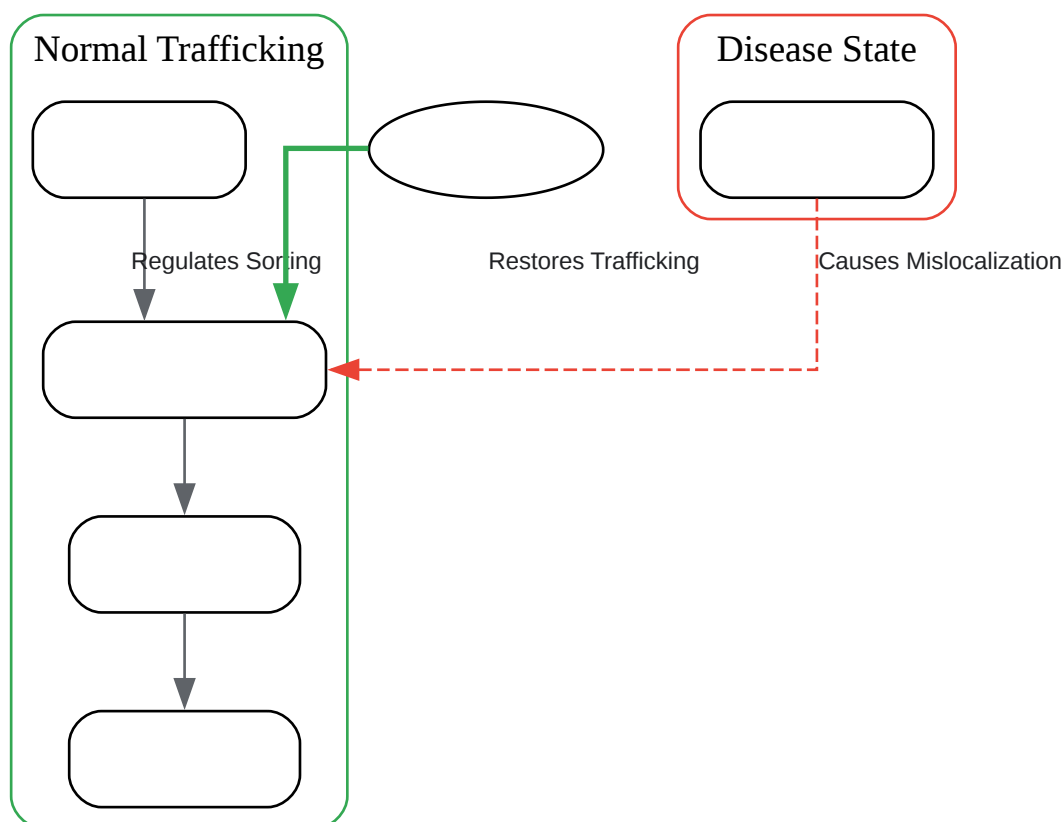 Normal Trafficking
Disease State
Regulates Sorting
Restores Trafficking
Causes Mislocalization